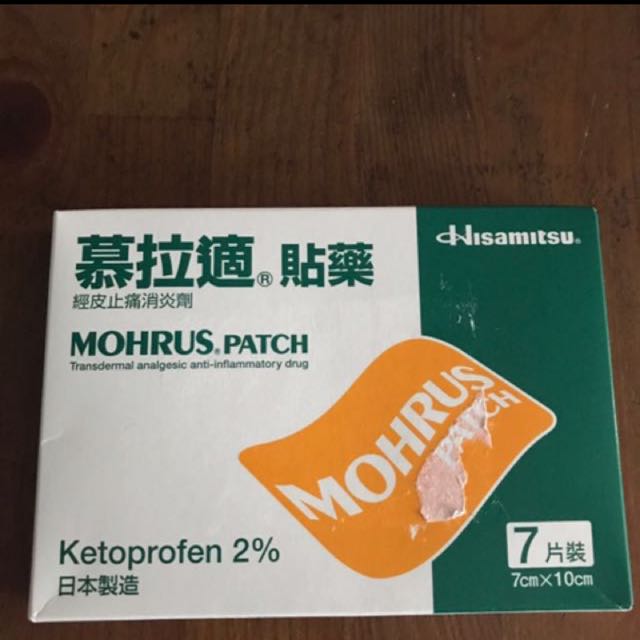 慕拉適® 貼藥
經皮止痛消炎劑
MOHRUS® PATCH
Transdermal analgesic anti-inflammatory drug
Hisamitsu®
MOHRUS
PATCH
Ketoprofen 2%
日本製造
7片裝
7cm×10cm